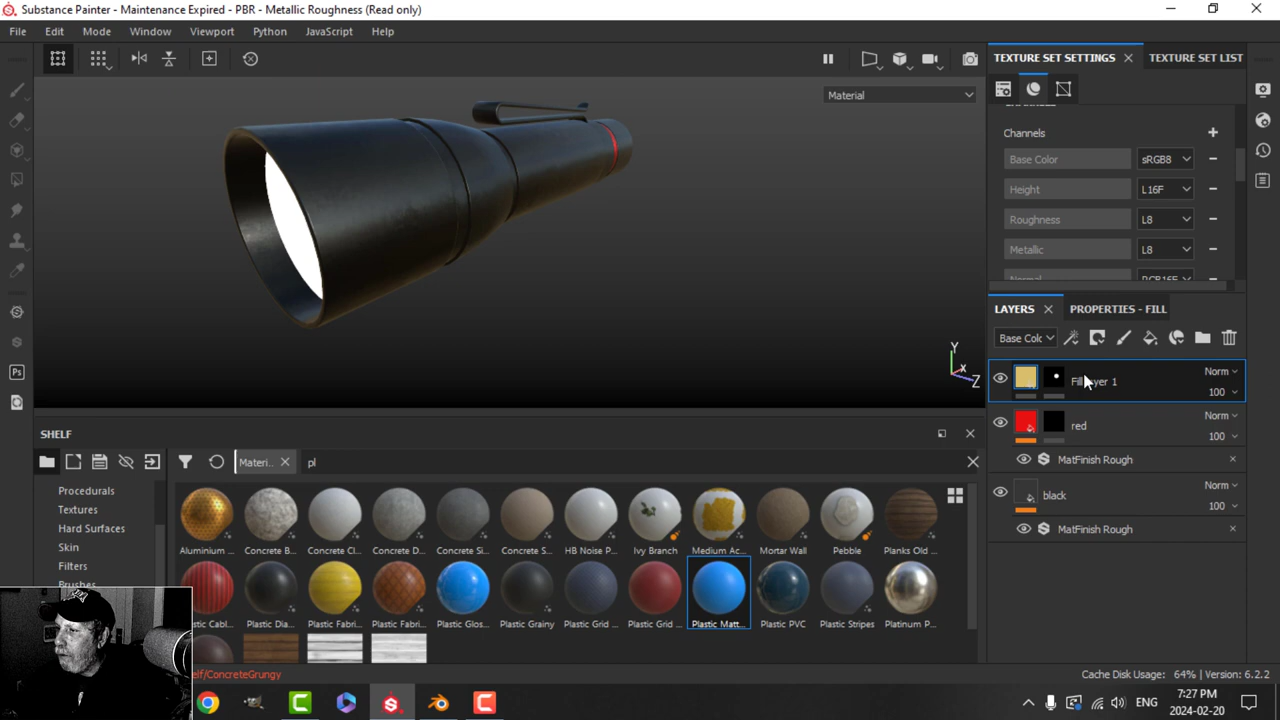 Substance Painter - Maintenance Expired - PBR - Metallic Roughness (Read only)
File Edit Mode Window Viewport Python JavaScript Help
TEXTURE SET SETTINGS TEXTURE SET LIST
Material
Channels
Base Color sRGB8
Height L16F
Roughness L8
Metallic L8
LAYERS PROPERTIES - FILL
Base Colc
Norm
100
Norm
red
100
MatFinish Rough
Norm
black
100
MatFinish Rough
Y
X
Z
SHELF
Materi.. pl
Procedurals
Textures
Hard Surfaces
Skin
Filters
Brushes
Aluminium ... Concrete B... Concrete Cl... Concrete D... Concrete Si... Concrete S... HB Noise P... Ivy Branch Medium Ac... Mortar Wall Pebble Planks Old ...
Plastic Cabl... Plastic Dia... Plastic Fabri... Plastic Fabri... Plastic Glos... Plastic Grainy Plastic Grid ... Plastic Grid ... Plastic Matt... Plastic PVC Plastic Stripes Platinum P...
elf/ConcreteGrungy
Cache Disk Usage: 64% | Version: 6.2.2
Ps
ENG
7:27 PM
2024-02-20